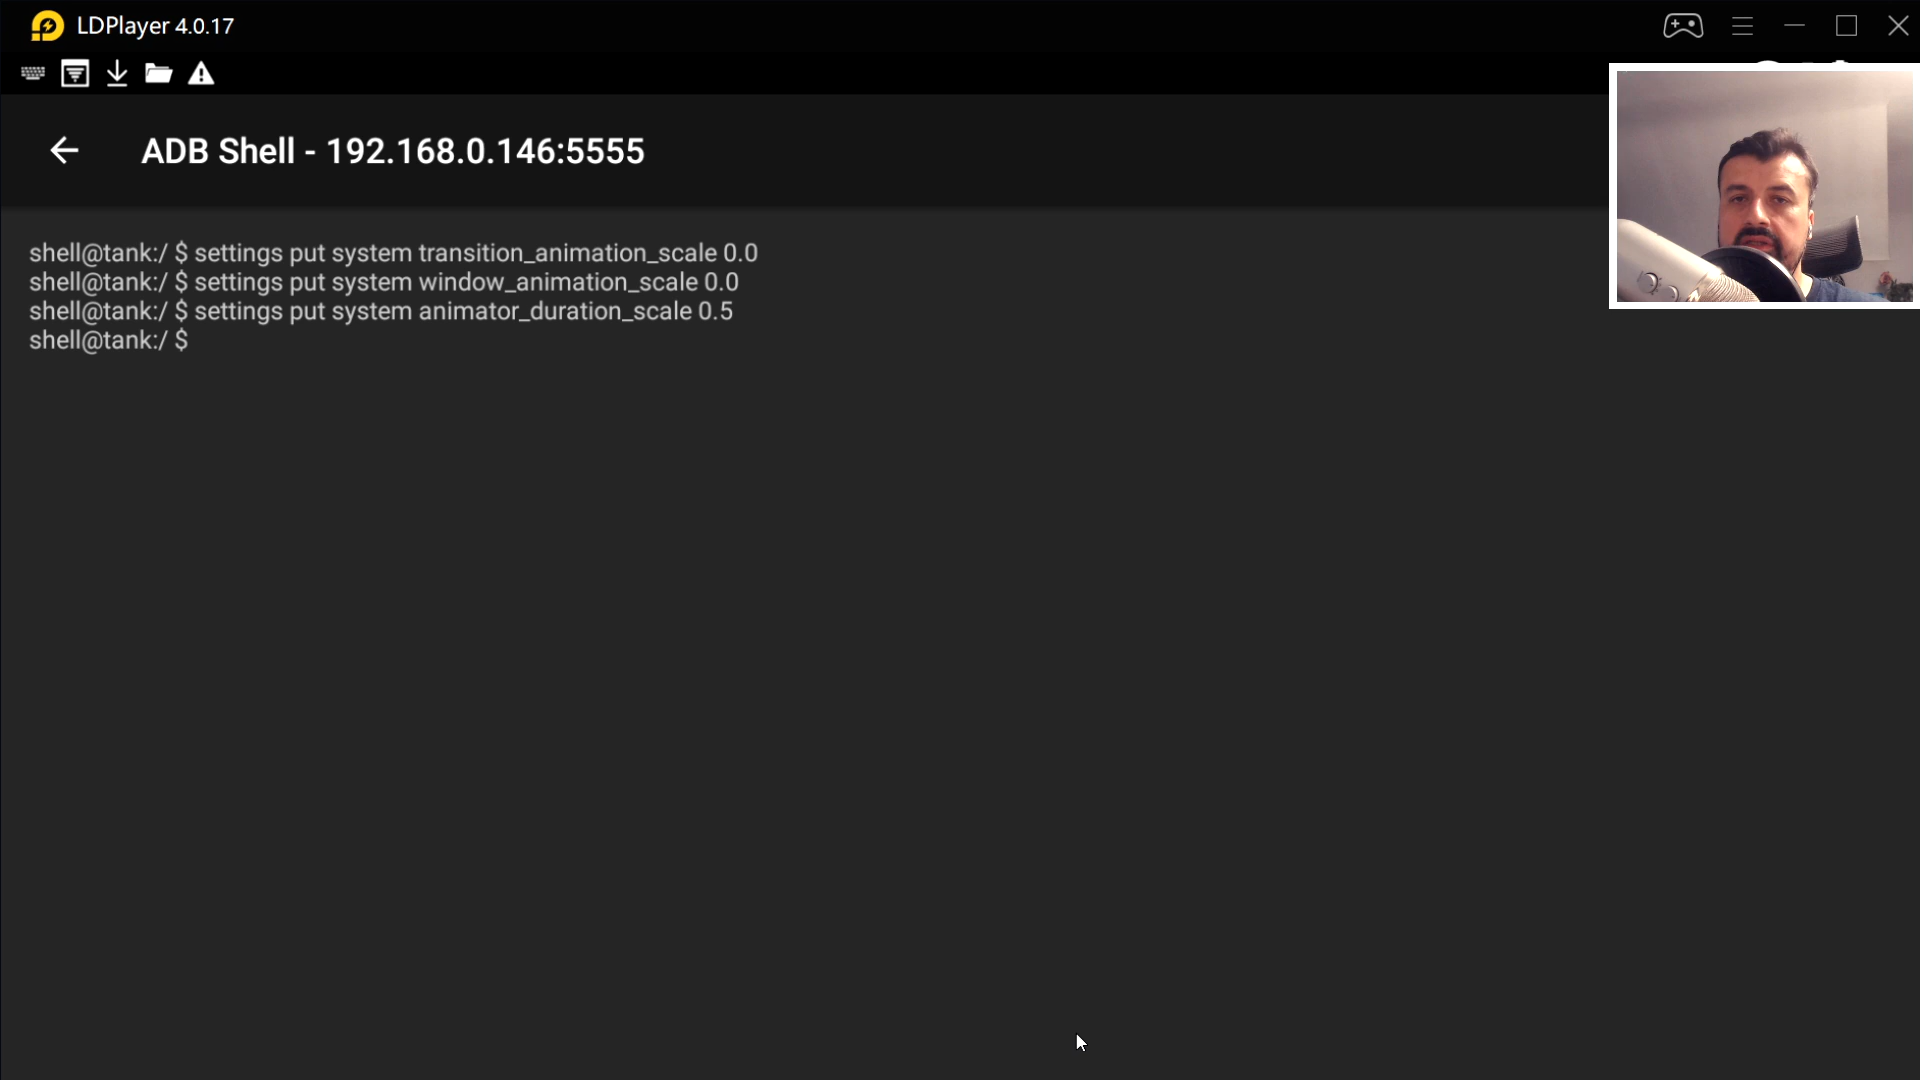 LDPlayer 4.0.17
ADB Shell - 192.168.0.146:5555
shell@tank:/ $ settings put system transition_animation_scale 0.0
shell@tank:/ $ settings put system window_animation_scale 0.0
shell@tank:/ $ settings put system animator_duration_scale 0.5
shell@tank:/ $